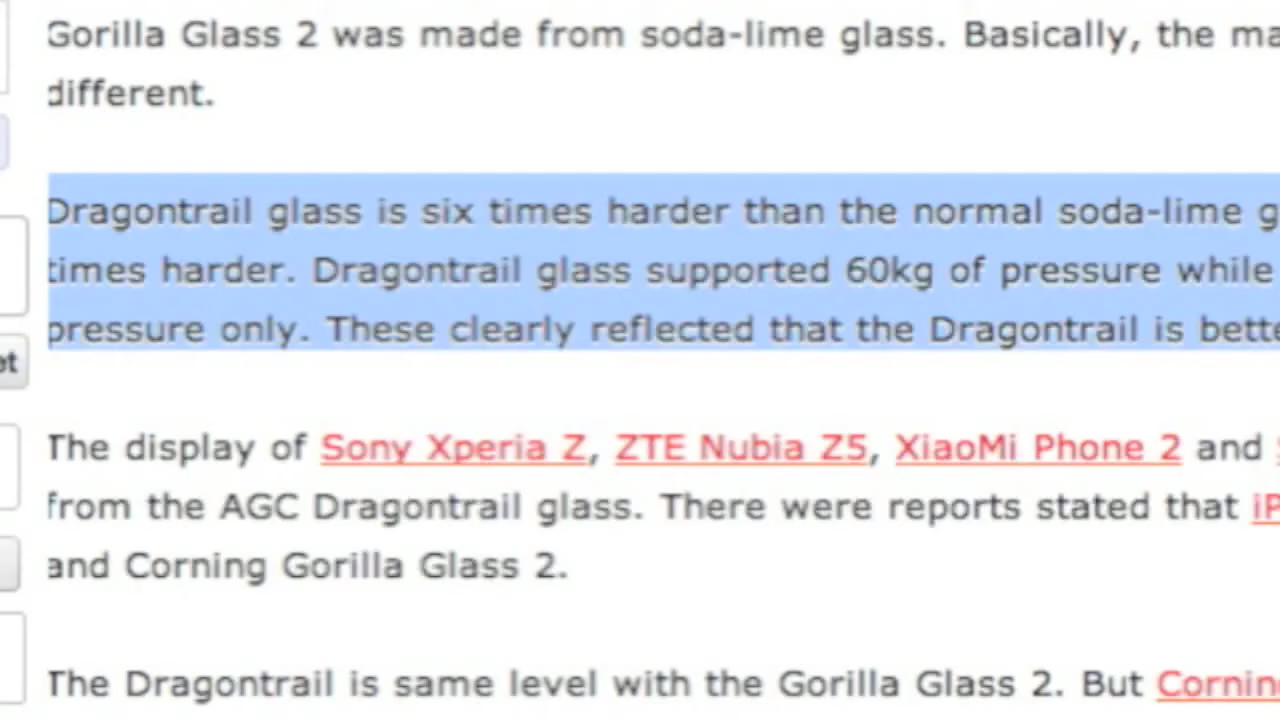 Gorilla Glass 2 was made from soda-lime glass. Basically, the
different.
Dragontrail glass is six times harder than the normal soda-lime
times harder. Dragontrail glass supported 60kg of pressure while
pressure only. These clearly reflected that the Dragontrail is
The display of Sony Xperia Z, ZTE Nubia Z5, XiaoMi Phone 2 and
from the AGC Dragontrail glass. There were reports stated that
and Corning Gorilla Glass 2.
The Dragontrail is same level with the Gorilla Glass 2. But